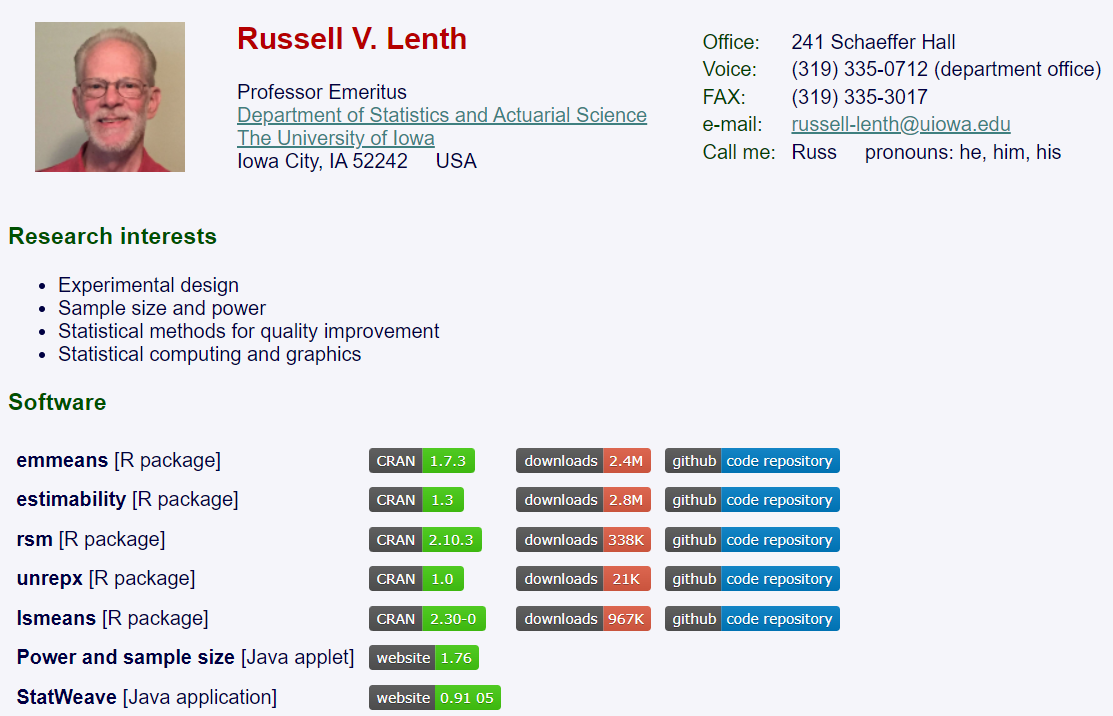 Russell V. Lenth
Professor Emeritus
Department of Statistics and Actuarial Science
The University of Iowa
Iowa City, IA 52242 USA
Office: 241 Schaeffer Hall
Voice: (319) 335-0712 (department office)
FAX: (319) 335-3017
e-mail: russell-lenth@uiowa.edu
Call me: Russ pronouns: he, him, his
Research interests
• Experimental design
• Sample size and power
• Statistical methods for quality improvement
• Statistical computing and graphics
Software
emmeans [R package] CRAN 1.7.3 downloads 2.4M github code repository
estimability [R package] CRAN 1.3 downloads 2.8M github code repository
rsm [R package] CRAN 2.10.3 downloads 338K github code repository
unrepx [R package] CRAN 1.0 downloads 21K github code repository
lsmeans [R package] CRAN 2.30-0 downloads 967K github code repository
Power and sample size [Java applet] website 1.76
StatWeave [Java application] website 0.91 05